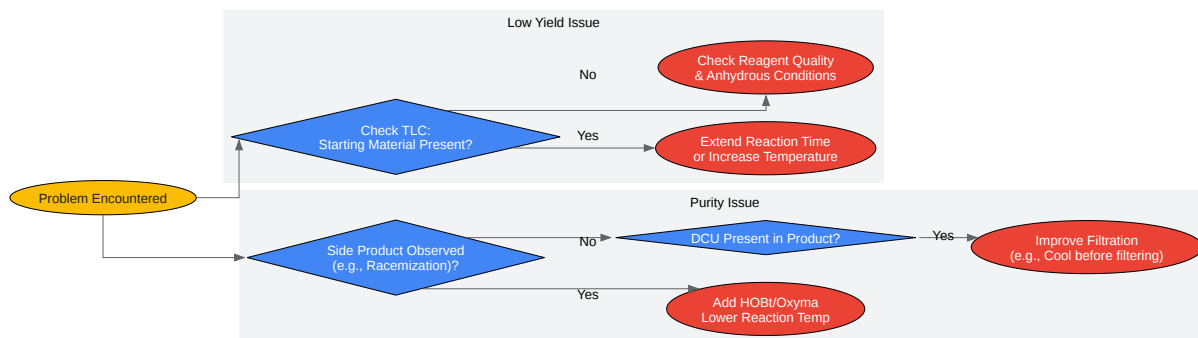 Low Yield Issue
Check Reagent Quality
& Anhydrous Conditions
No
Check TLC:
Starting Material Present?
Yes
Extend Reaction Time
or Increase Temperature
Problem Encountered
Purity Issue
Side Product Observed
(e.g., Racemization)?
No
DCU Present in Product?
Yes
Improve Filtration
(e.g., Cool before filtering)
Yes
Add HOBt/Oxyma
Lower Reaction Temp